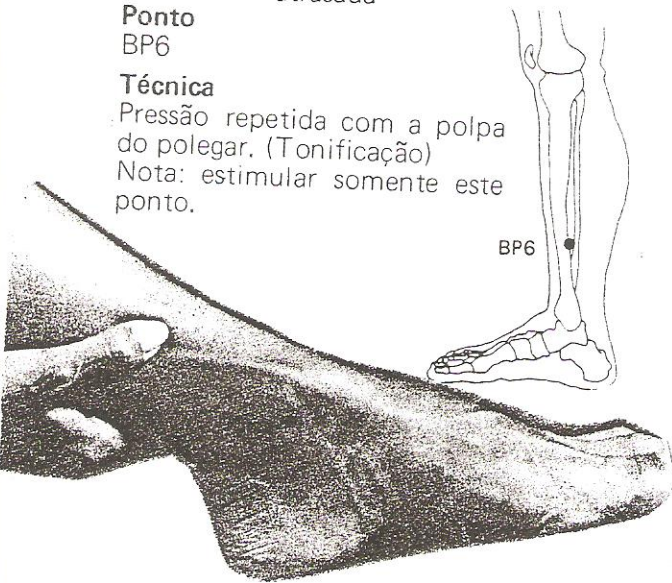 Ponto
BP6
Técnica
Pressão repetida com a polpa
do polegar. (Tonificação)
Nota: estimular somente este
ponto.
BP6